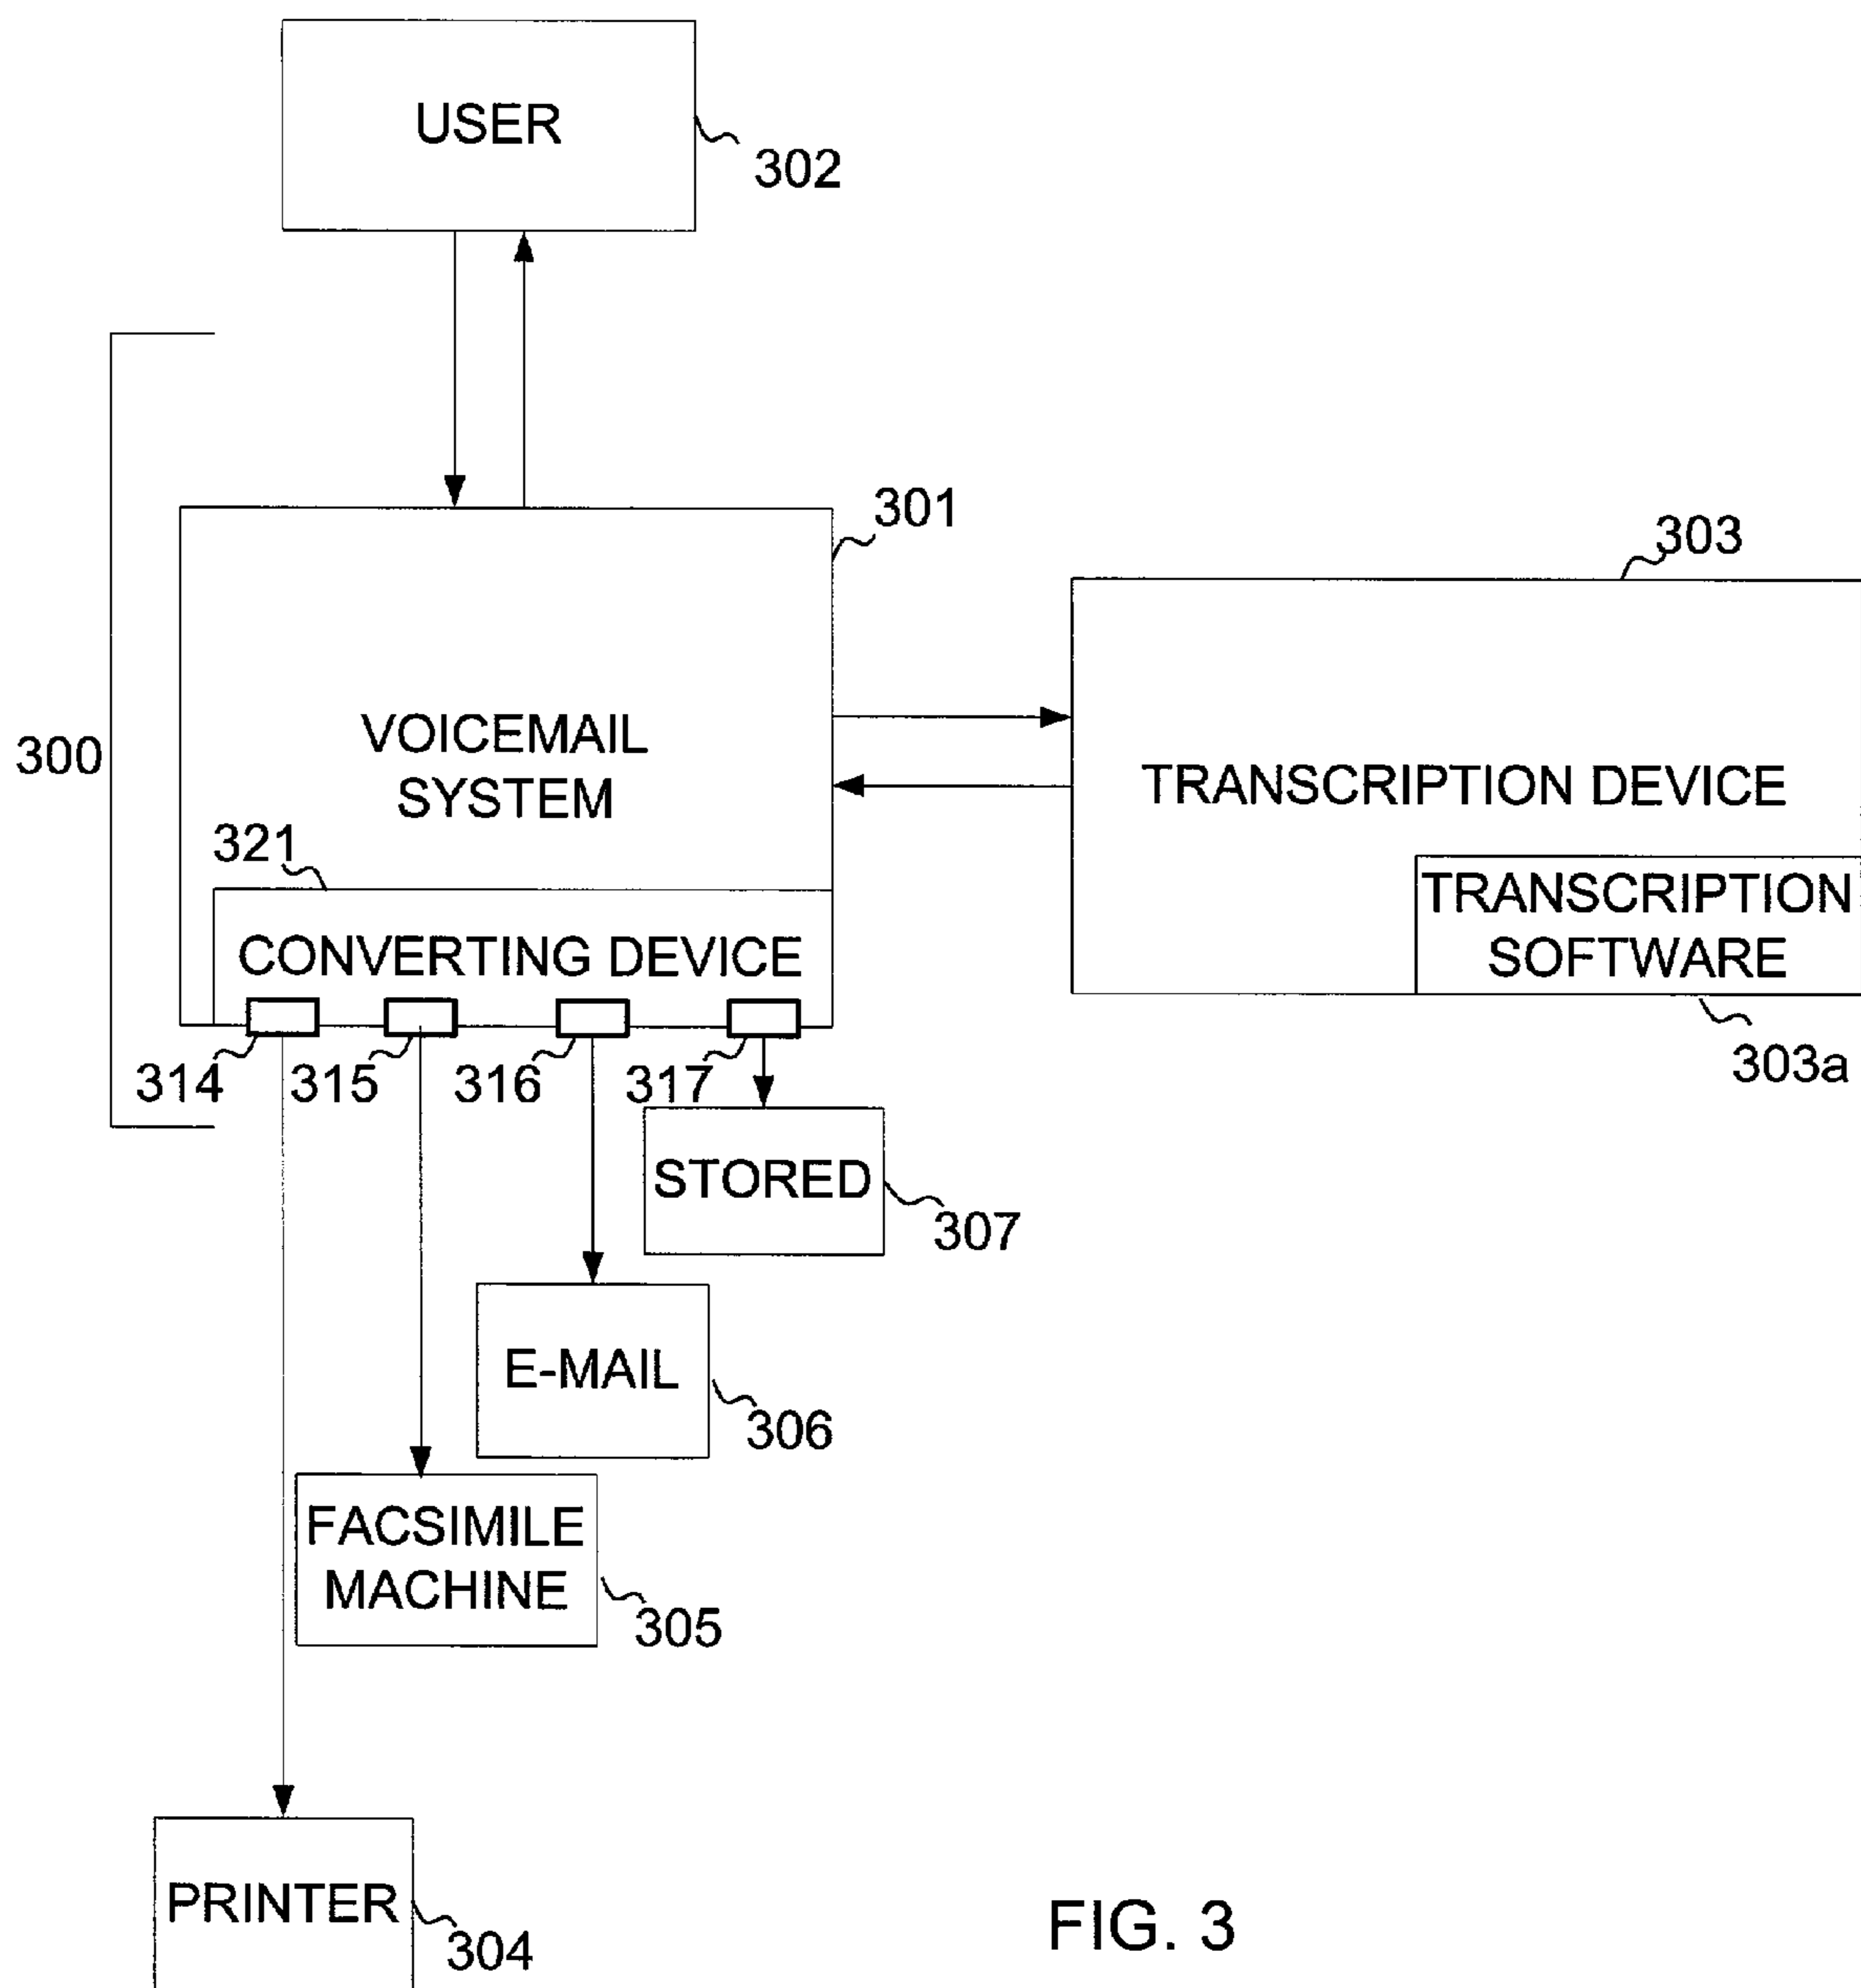 USER
302
301
303
300
VOICEMAIL
SYSTEM
TRANSCRIPTION DEVICE
321
TRANSCRIPTION
SOFTWARE
CONVERTING DEVICE
314
315
316
317
303a
STORED
307
E-MAIL
306
FACSIMILE
MACHINE
305
PRINTER
304
FIG. 3